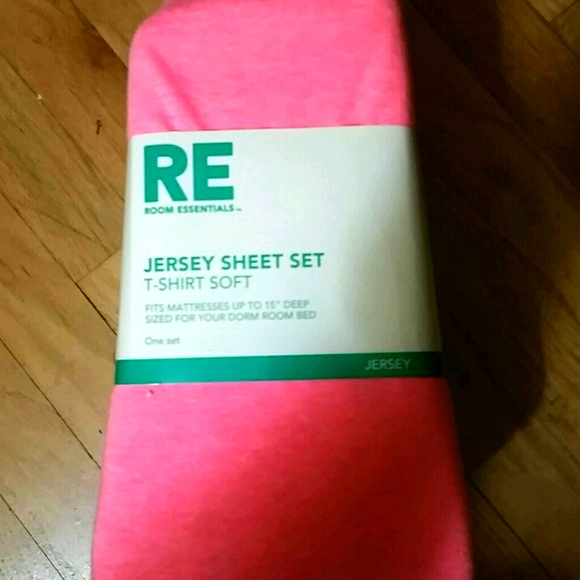 RE
ROOM ESSENTIALS™
JERSEY SHEET SET
T-SHIRT SOFT
FITS MATTRESSES UP TO 15" DEEP
SIZED FOR YOUR DORM ROOM BED
One set
JERSEY